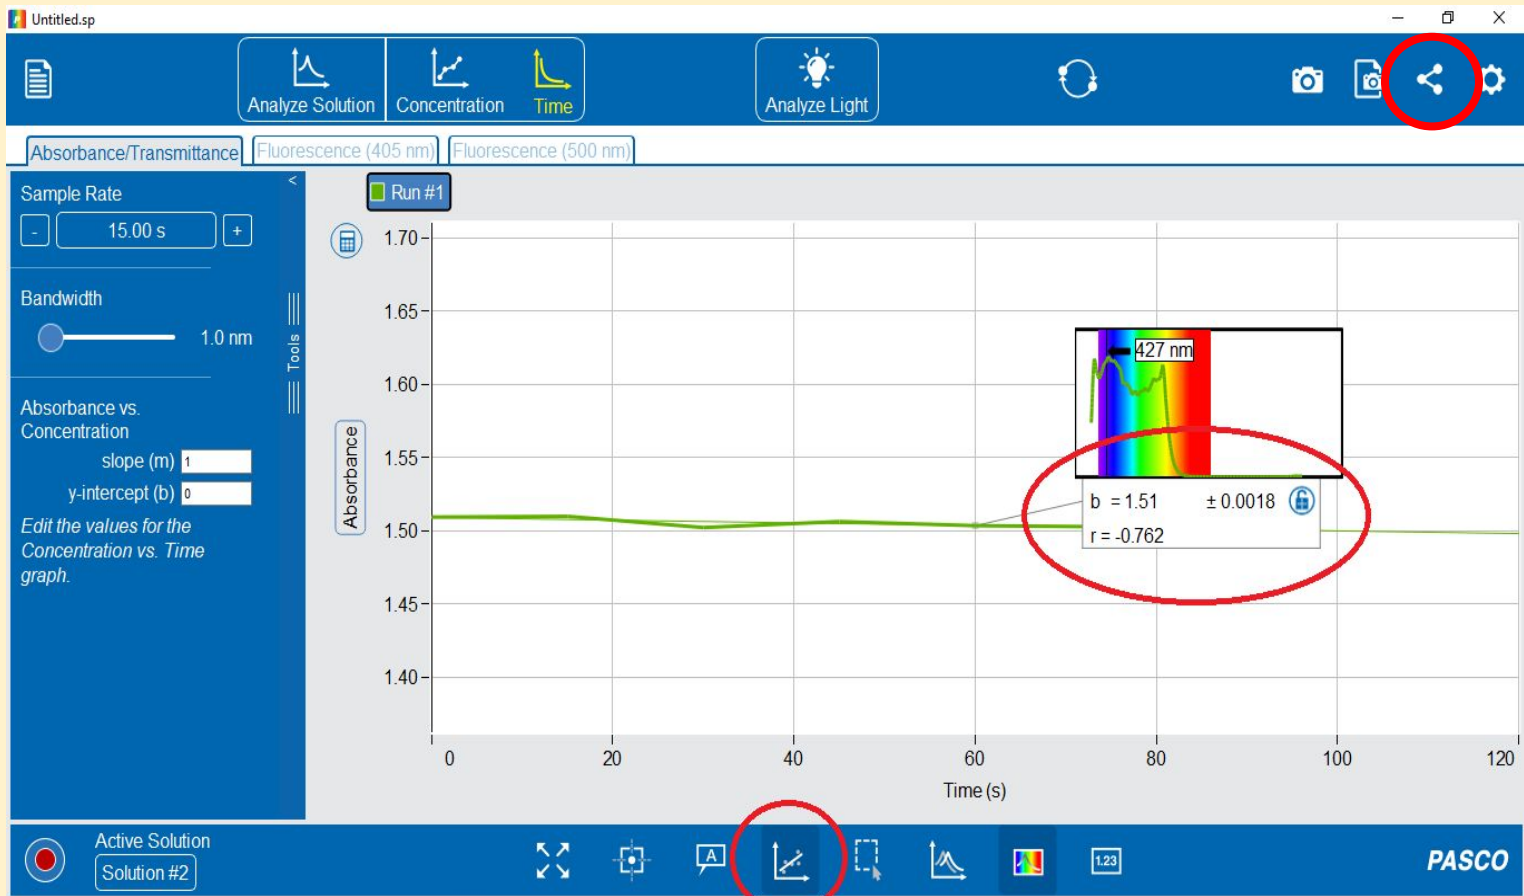 Untitled.sp
Analyze Solution
Concentration
Time
Analyze Light
Absorbance/Transmittance
Fluorescence (405 nm)
Fluorescence (500 nm)
Sample Rate
-
15.00 s
+
<
Bandwidth
1.0 nm
Tools
Absorbance vs.
Concentration
slope (m) 1
y-intercept (b) 0
Edit the values for the
Concentration vs. Time
graph.
Run #1
1.70
1.65
1.60
1.55
1.50
1.45
1.40
Absorbance
427 nm
b = 1.51 ± 0.0018
r = -0.762
0 20 40 60 80 100 120
Time (s)
Active Solution
Solution #2
A
1.23
PASCO